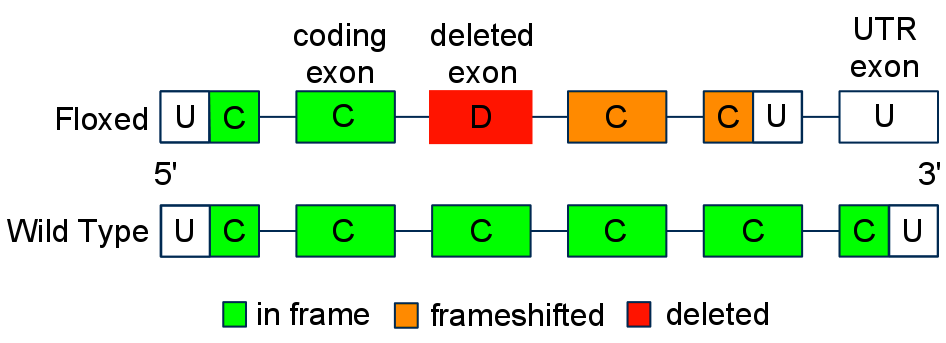 coding deleted UTR
exon exon exon
Floxed U C C D C C U U
5' 3'
Wild Type U C C C C C C U
in frame frameshifted deleted